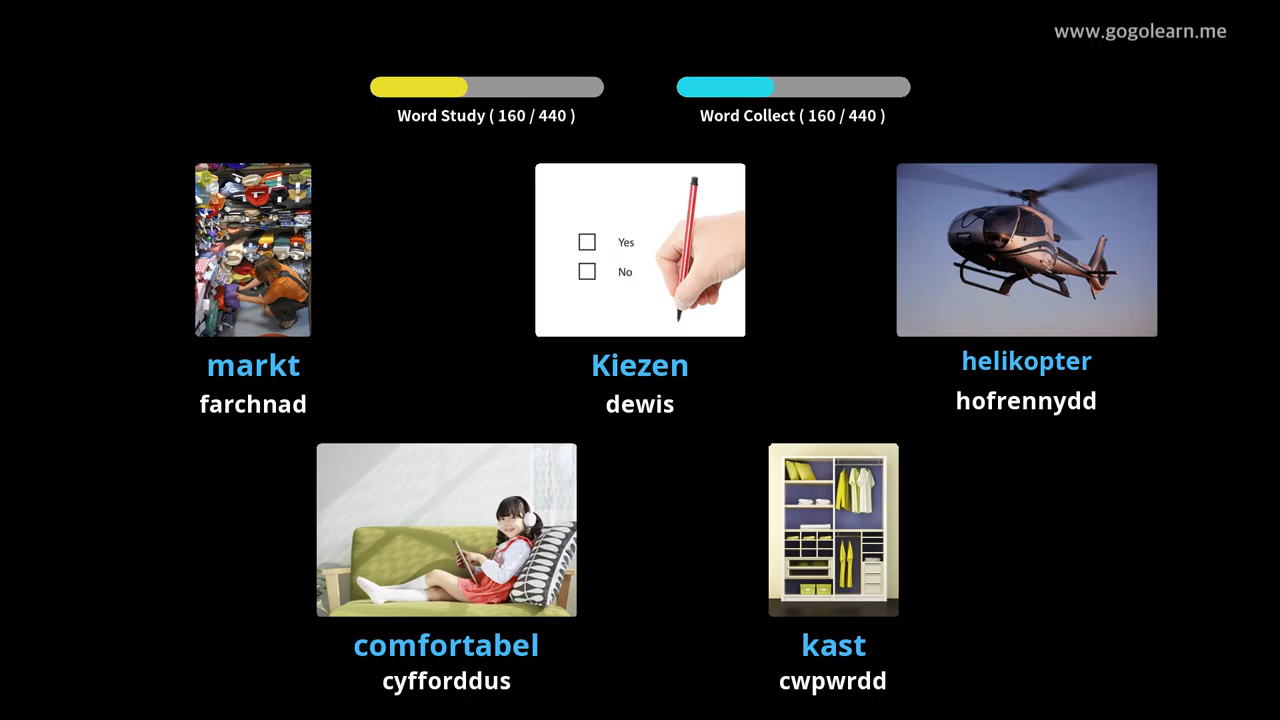 www.gogolearn.me
Word Study ( 160 / 440 )
Word Collect ( 160 / 440 )
Yes
No
markt
farchnad
Kiezen
dewis
helikopter
hofrennydd
comfortabel
cyfforddus
kast
cwpwrdd